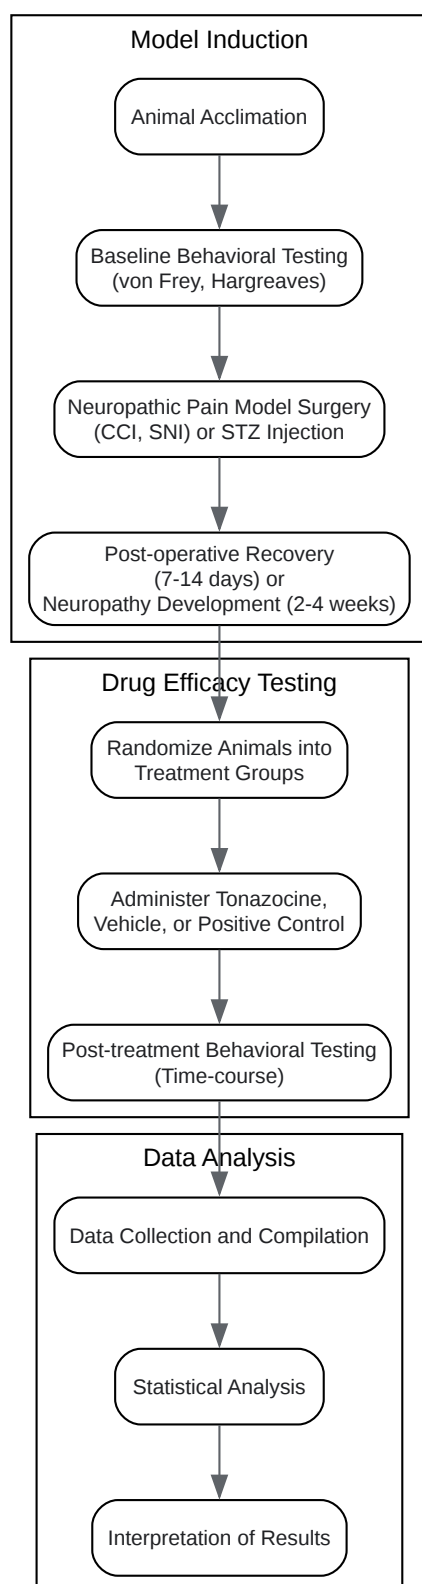 Model Induction
Animal Acclimation
Baseline Behavioral Testing
(von Frey, Hargreaves)
Neuropathic Pain Model Surgery
(CCI, SNI) or STZ Injection
Post-operative Recovery
(7-14 days) or
Neuropathy Development (2-4 weeks)
Drug Efficacy Testing
Randomize Animals into
Treatment Groups
Administer Tonazocine,
Vehicle, or Positive Control
Post-treatment Behavioral Testing
(Time-course)
Data Analysis
Data Collection and Compilation
Statistical Analysis
Interpretation of Results